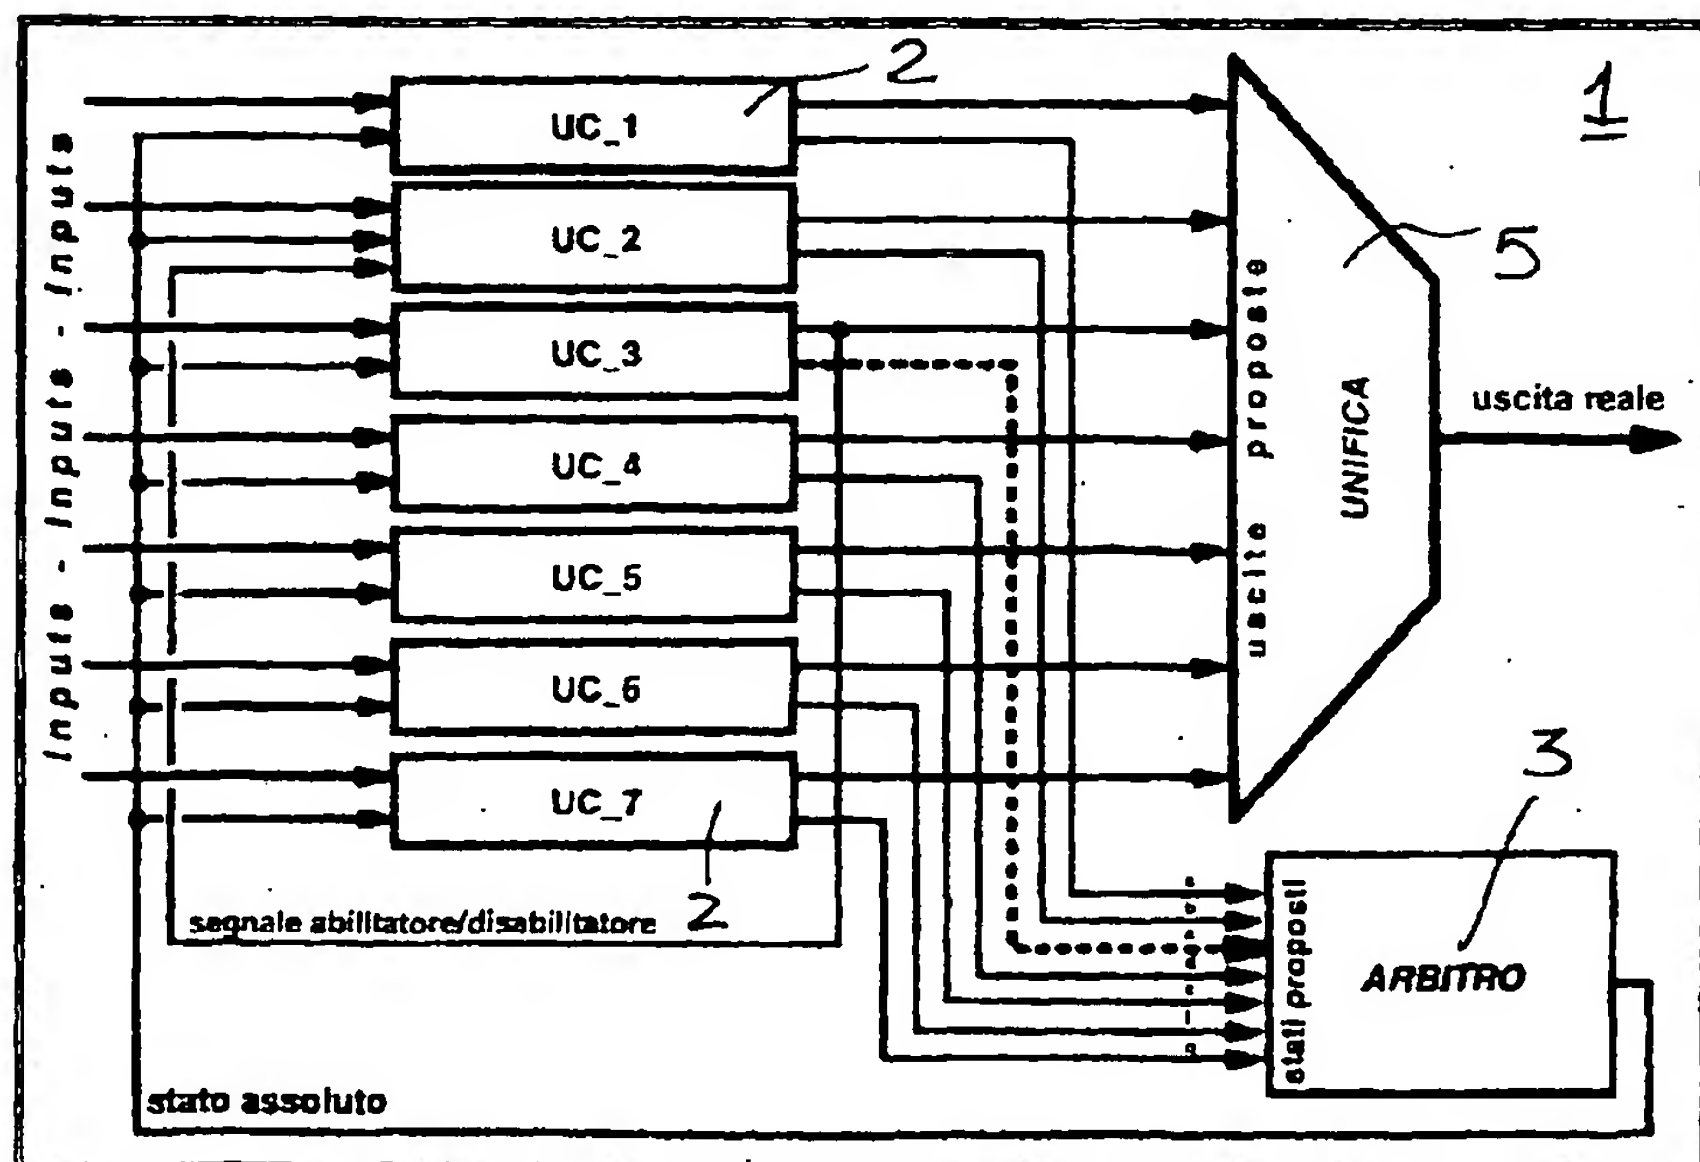 Inputs - Inputs - Inputs
UC_1
2
UC_2
UC_3
UC_4
UC_5
UC_6
UC_7
2
segnale abilitatore/disabilitatore
stato assoluto
uscite proposte
UNIFICA
5
1
uscita reale
3
stati proposti
ARBITRO